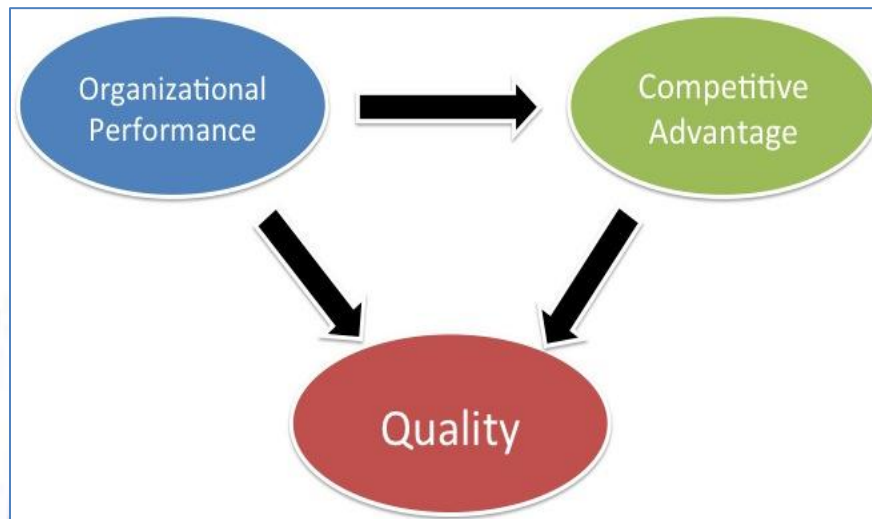 Organizational
Performance
Competitive
Advantage
Quality